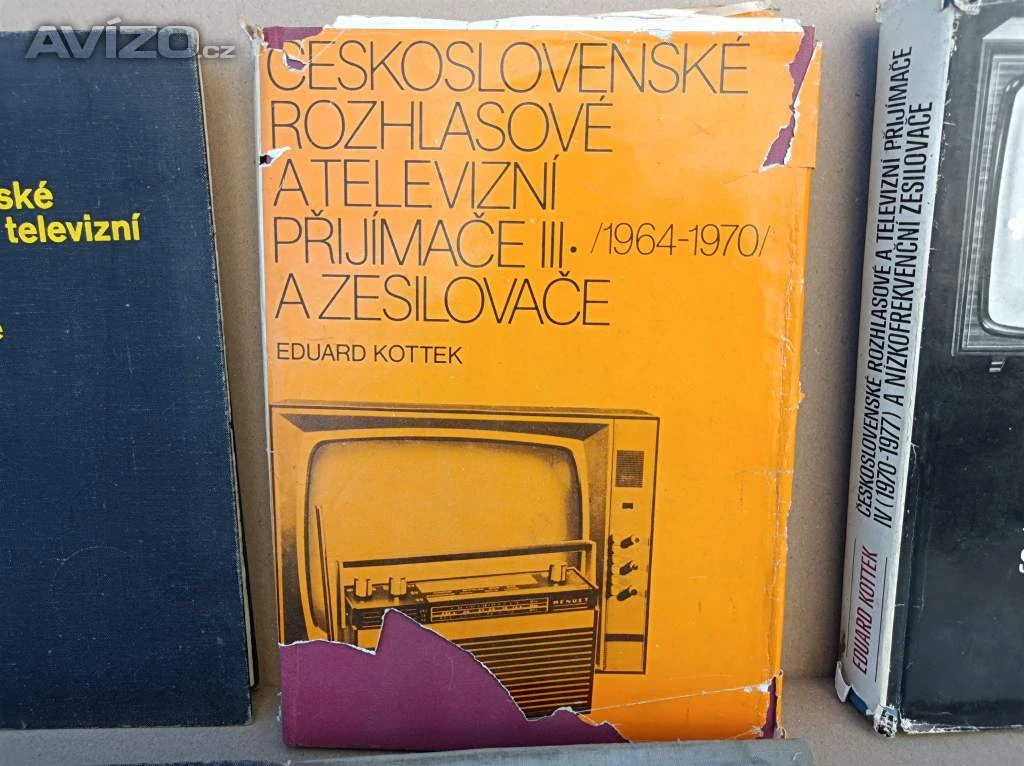 AVÍZO.cz
ské
televizní
ČESKOSLOVENSKÉ
ROZHLASOVÉ
A TELEVIZNÍ
PŘIJÍMAČE III. /1964-1970/
A ZESILOVAČE
EDUARD KOTTEK
MENUET
EDUARD KOTTEK
ČESKOSLOVENSKÉ ROZHLASOVÉ A TELEVIZNÍ PŘIJÍMAČE
IV (1970-1977) A NÍZKOFREKVENČNÍ ZESILOVAČE